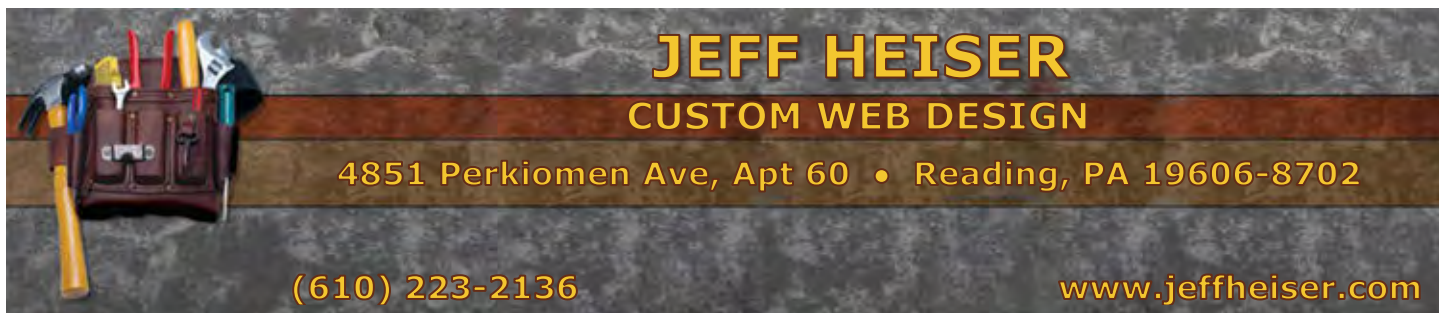 JEFF HEISER
CUSTOM WEB DESIGN
4851 Perkiomen Ave, Apt 60 • Reading, PA 19606-8702
(610) 223-2136 www.jeffheiser.com